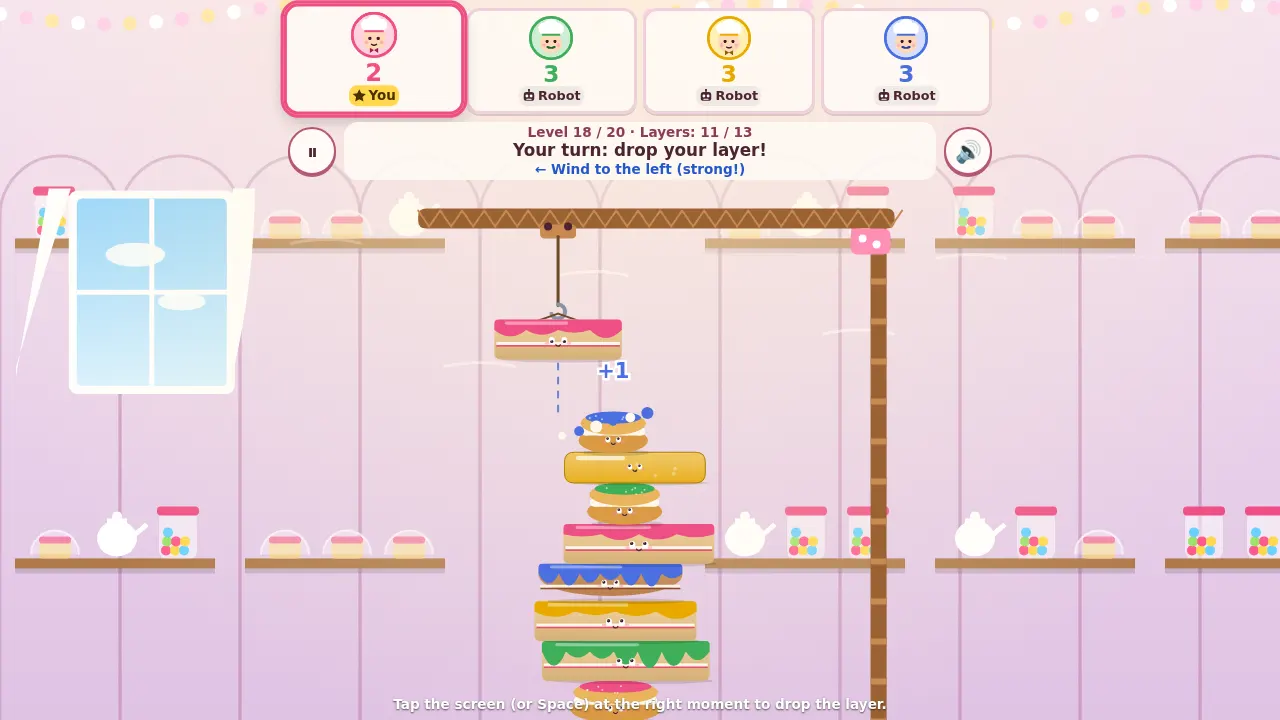 2
★ You
3
Robot
3
Robot
3
Robot
Level 18 / 20 · Layers: 11 / 13
Your turn: drop your layer!
← Wind to the left (strong!)
+1
Tap the screen (or Space) at the right moment to drop the layer.